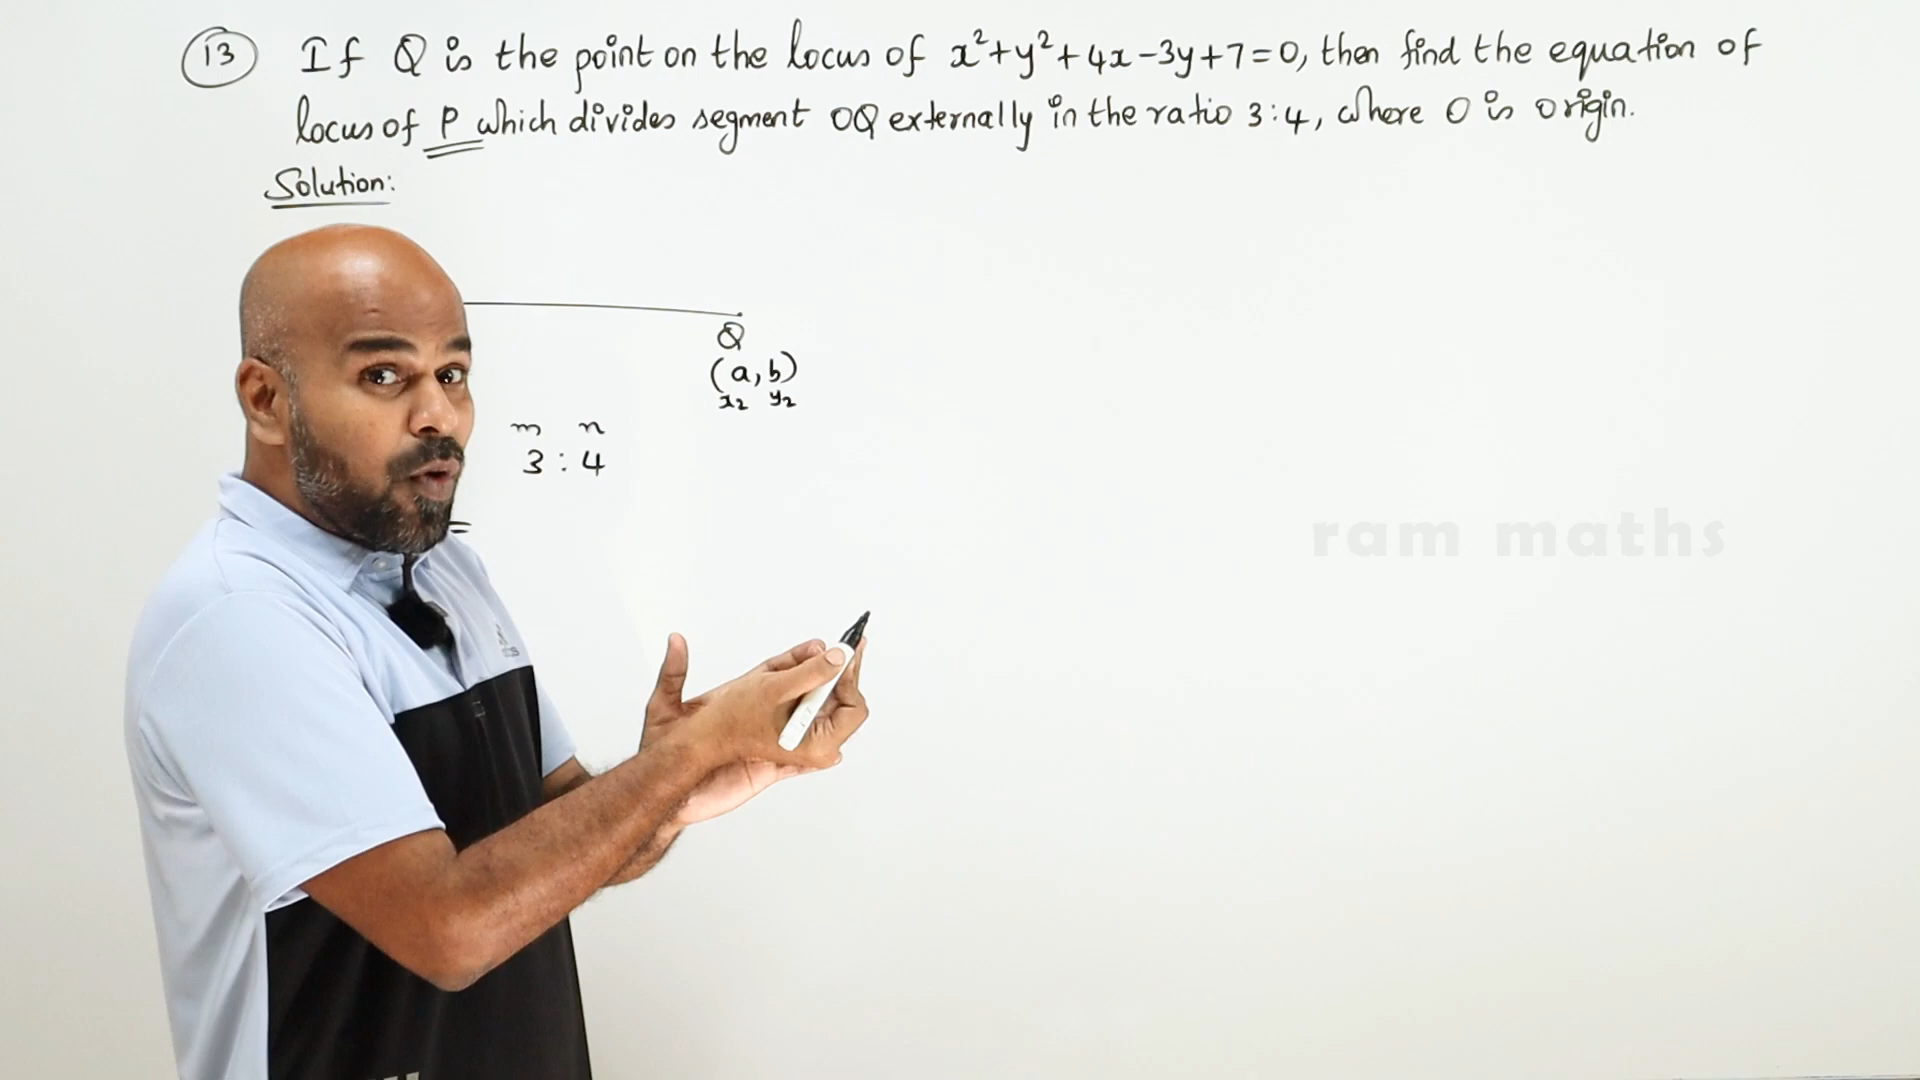 13 If Q is the point on the locus of x²+y²+4x-3y+7=0, then find the equation of
locus of P which divides segment OQ externally in the ratio 3:4, where O is origin.
Solution:
Q
(a,b)
x₂ y₂
m n
3 : 4
=
ram maths